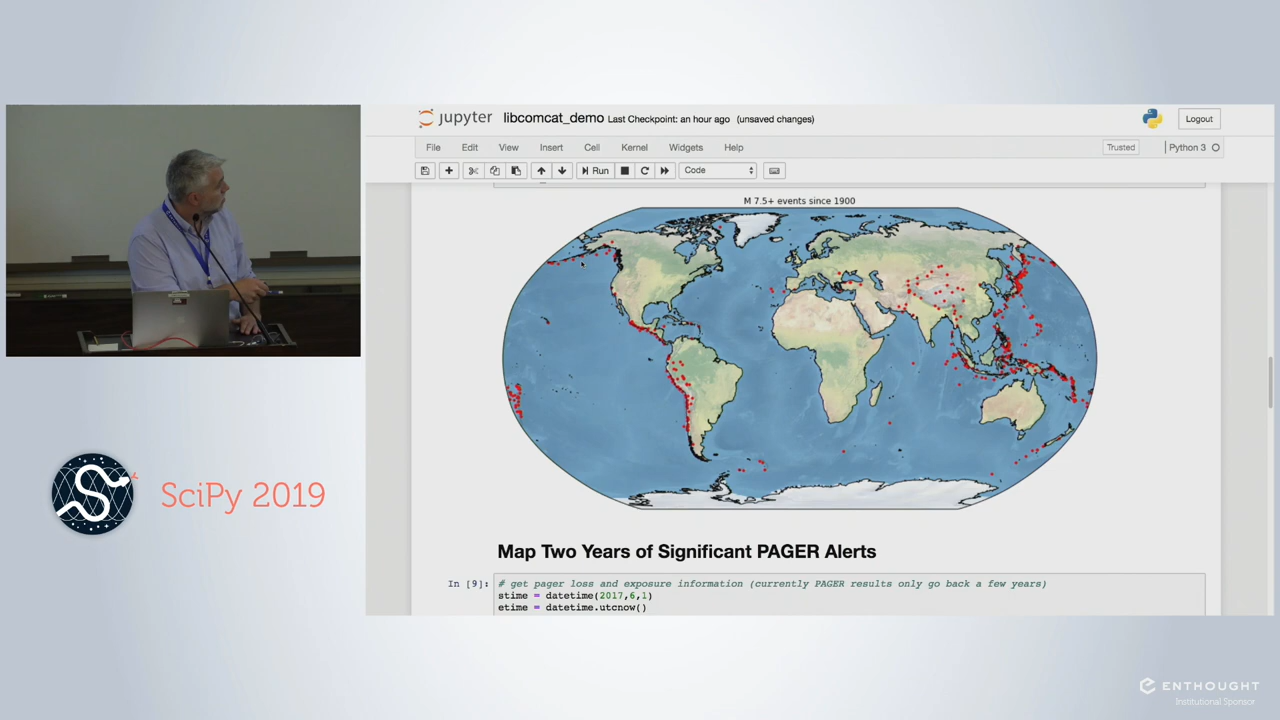 jupyter libcomcat_demo Last Checkpoint: an hour ago (unsaved changes)
Logout
File Edit View Insert Cell Kernel Widgets Help
Trusted
Python 3
Run
Code
M 7.5+ events since 1900
Map Two Years of Significant PAGER Alerts
In [9]: # get pager loss and exposure information (currently PAGER results only go back a few years)
stime = datetime(2017,6,1)
etime = datetime.utcnow()
SciPy 2019
ENTHOUGHT
Institutional Sponsor